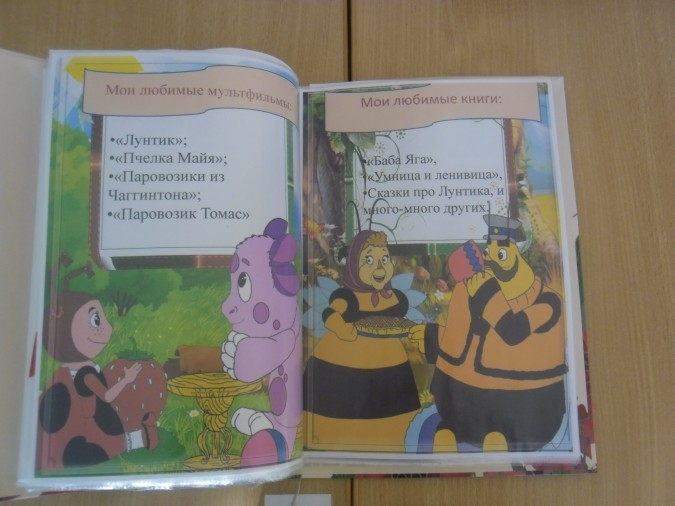 Мои любимые мультфильмы:
•«Лунтик»;
•«Пчелка Майя»;
•«Паровозики из
Чаггинтона»;
•«Паровозик Томас»
Мои любимые книги:
•«Баба Яга»,
•«Умница и ленивица»,
•Сказки про Лунтика, и
много-много других.